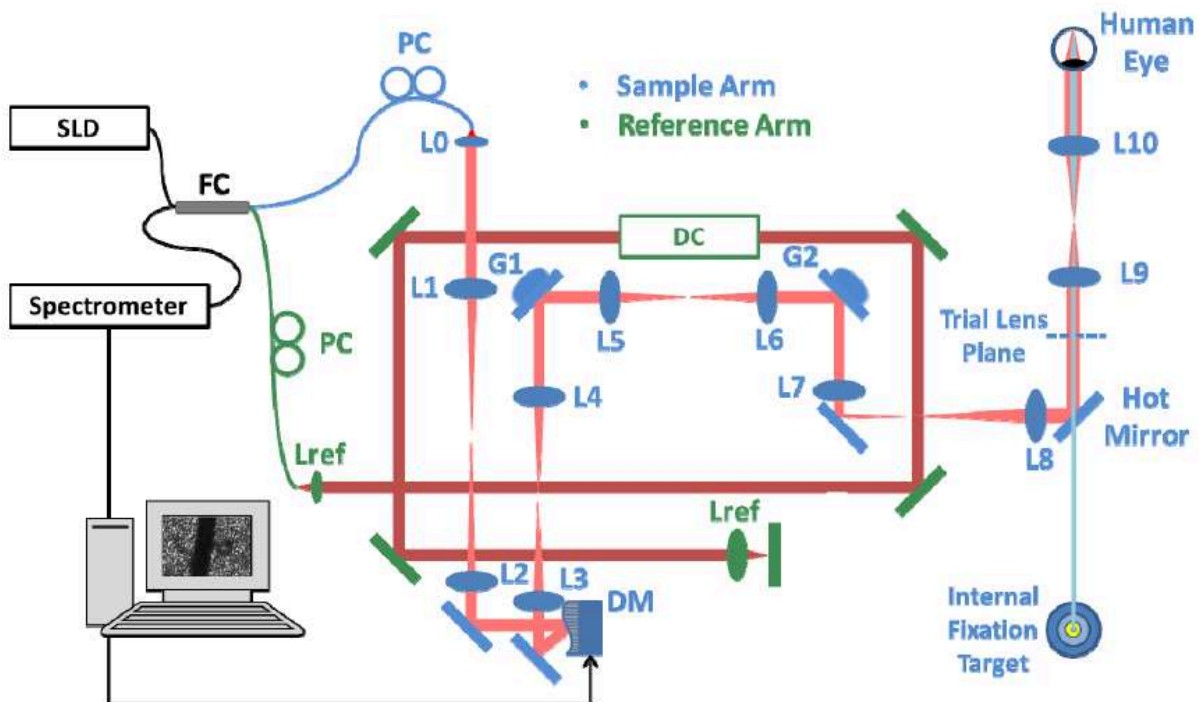 PC
Human
Eye
• Sample Arm
• Reference Arm
SLD
L0
L10
FC
DC
G1
G2
L1
L9
Spectrometer
L5
L6
Trial Lens
Plane
PC
L4
L7
Hot
Mirror
L8
Lref
Lref
L2
L3
DM
Internal
Fixation
Target